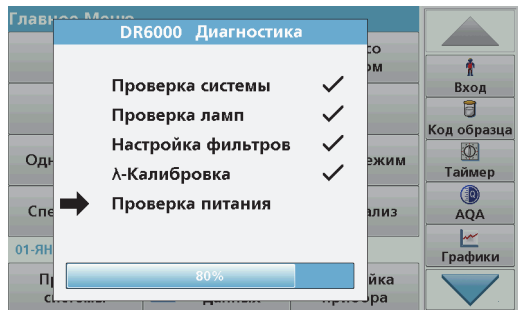 Главное Меню
DR6000 Диагностика
Проверка системы
Проверка ламп
Настройка фильтров
λ-Калибровка
Проверка питания
80%
Вход
Код образца
Таймер
AQA
Графики